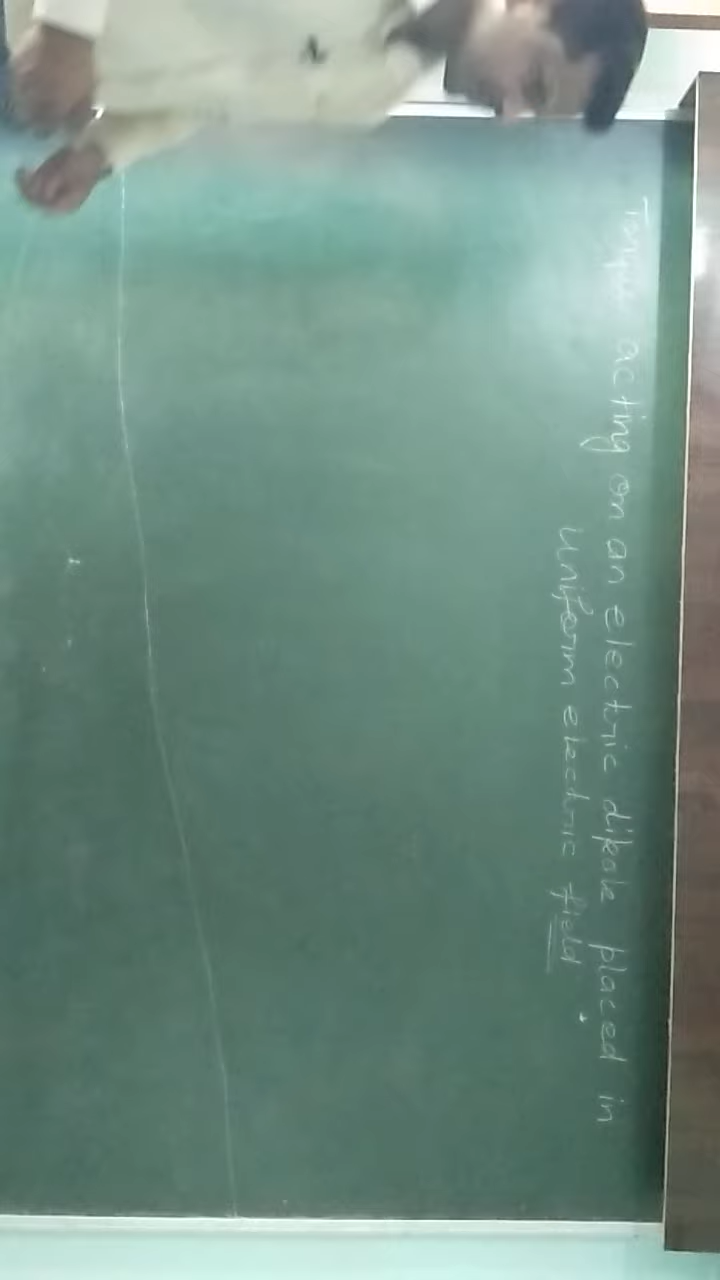 Torque acting on an electric dipole placed in
uniform electric field